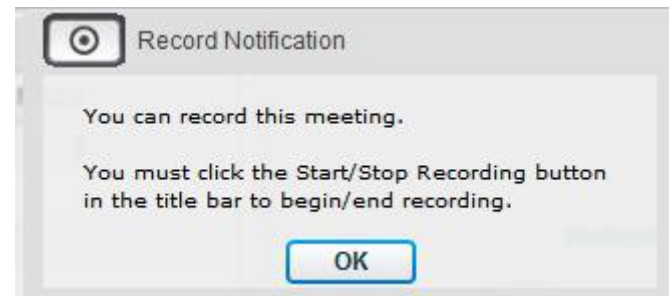 Record Notification
You can record this meeting.
You must click the Start/Stop Recording button
in the title bar to begin/end recording.
OK